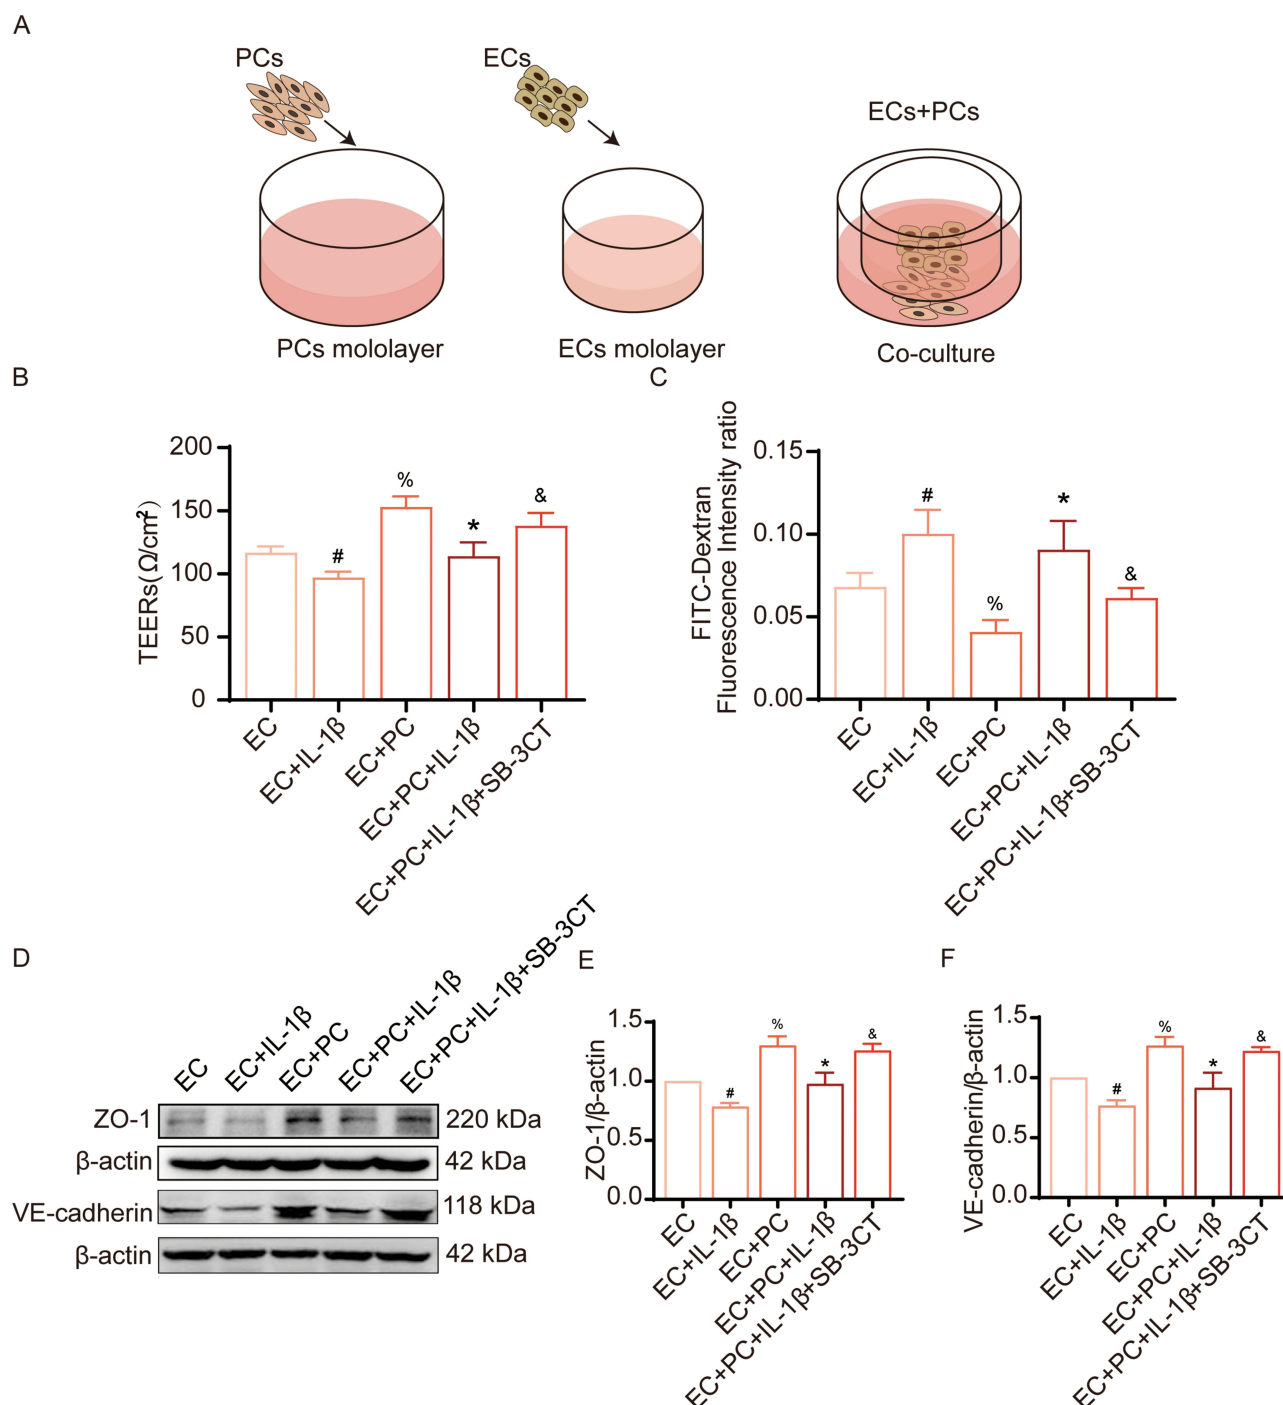 A
PCs
ECs
ECs+PCs
PCs mololayer
ECs mololayer
Co-culture
B
TEERs(Ω/cm²)
200
150
100
50
0
#
%
*
&
EC
EC+IL-1β
EC+PC
EC+PC+IL-1β
EC+PC+IL-1β+SB-3CT
C
FITC-Dextran
Fluorescence Intensity ratio
0.15
0.10
0.05
0.00
#
%
*
&
EC
EC+IL-1β
EC+PC
EC+PC+IL-1β
EC+PC+IL-1β+SB-3CT
D
EC
EC+IL-1β
EC+PC
EC+PC+IL-1β
EC+PC+IL-1β+SB-3CT
ZO-1 220 kDa
β-actin 42 kDa
VE-cadherin 118 kDa
β-actin 42 kDa
E
ZO-1/β-actin
1.5
1.0
0.5
0.0
#
%
*
&
EC
EC+IL-1β
EC+PC
EC+PC+IL-1β
EC+PC+IL-1β+SB-3CT
F
VE-cadherin/β-actin
1.5
1.0
0.5
0.0
#
%
*
&
EC
EC+IL-1β
EC+PC
EC+PC+IL-1β
EC+PC+IL-1β+SB-3CT